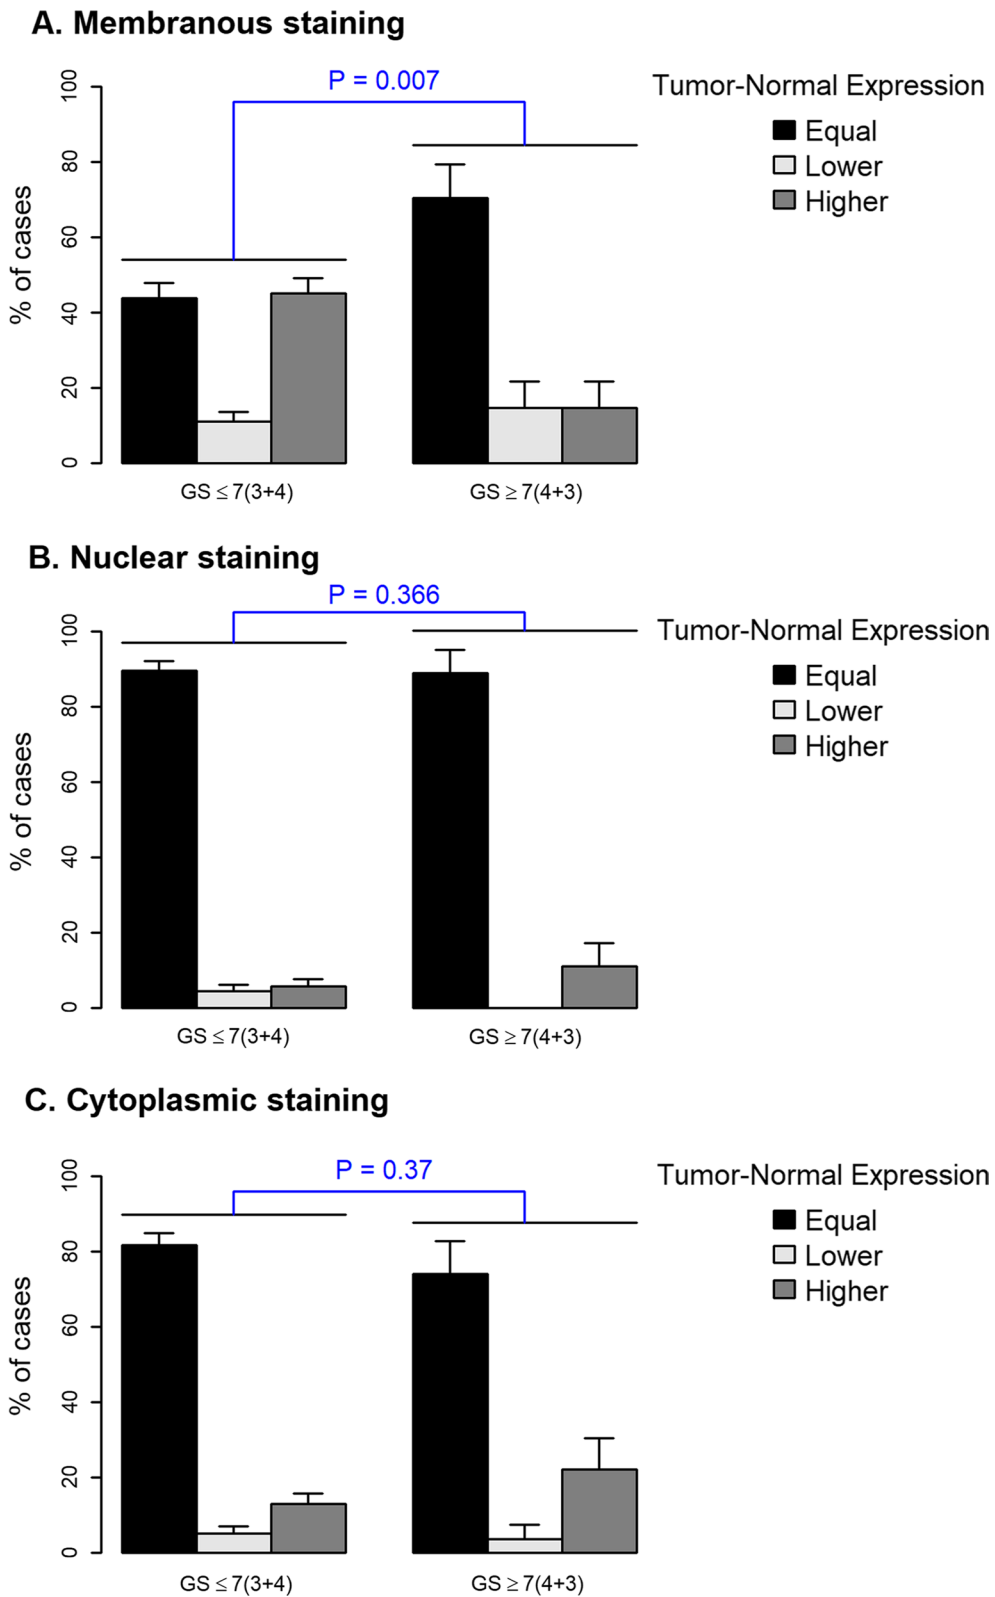 A. Membranous staining
P = 0.007
Tumor-Normal Expression
Equal
Lower
Higher
% of cases
100
80
60
40
20
0
GS ≤ 7(3+4)
GS ≥ 7(4+3)
B. Nuclear staining
P = 0.366
Tumor-Normal Expression
Equal
Lower
Higher
% of cases
100
80
60
40
20
0
GS ≤ 7(3+4)
GS ≥ 7(4+3)
C. Cytoplasmic staining
P = 0.37
Tumor-Normal Expression
Equal
Lower
Higher
% of cases
100
80
60
40
20
0
GS ≤ 7(3+4)
GS ≥ 7(4+3)